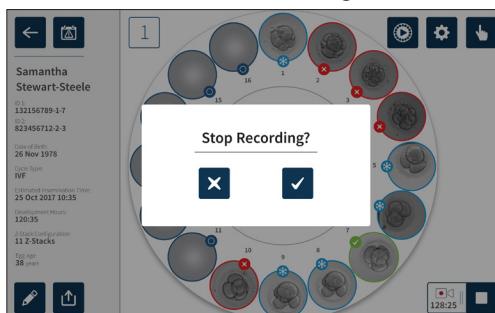 1
Samantha
Stewart-Steele
ID 1:
132156789-1-7
ID 2:
823456712-2-3
Date of Birth:
26 Nov 1978
Cycle Type:
IVF
Estimated Insemination Time:
25 Oct 2017 10:35
Development Hours:
120:35
Z-Stack Configuration:
11 Z-Stacks
Egg Age:
38 years
16
1
2
15
3
Stop Recording?
5
11
7
10
9
8
128:25